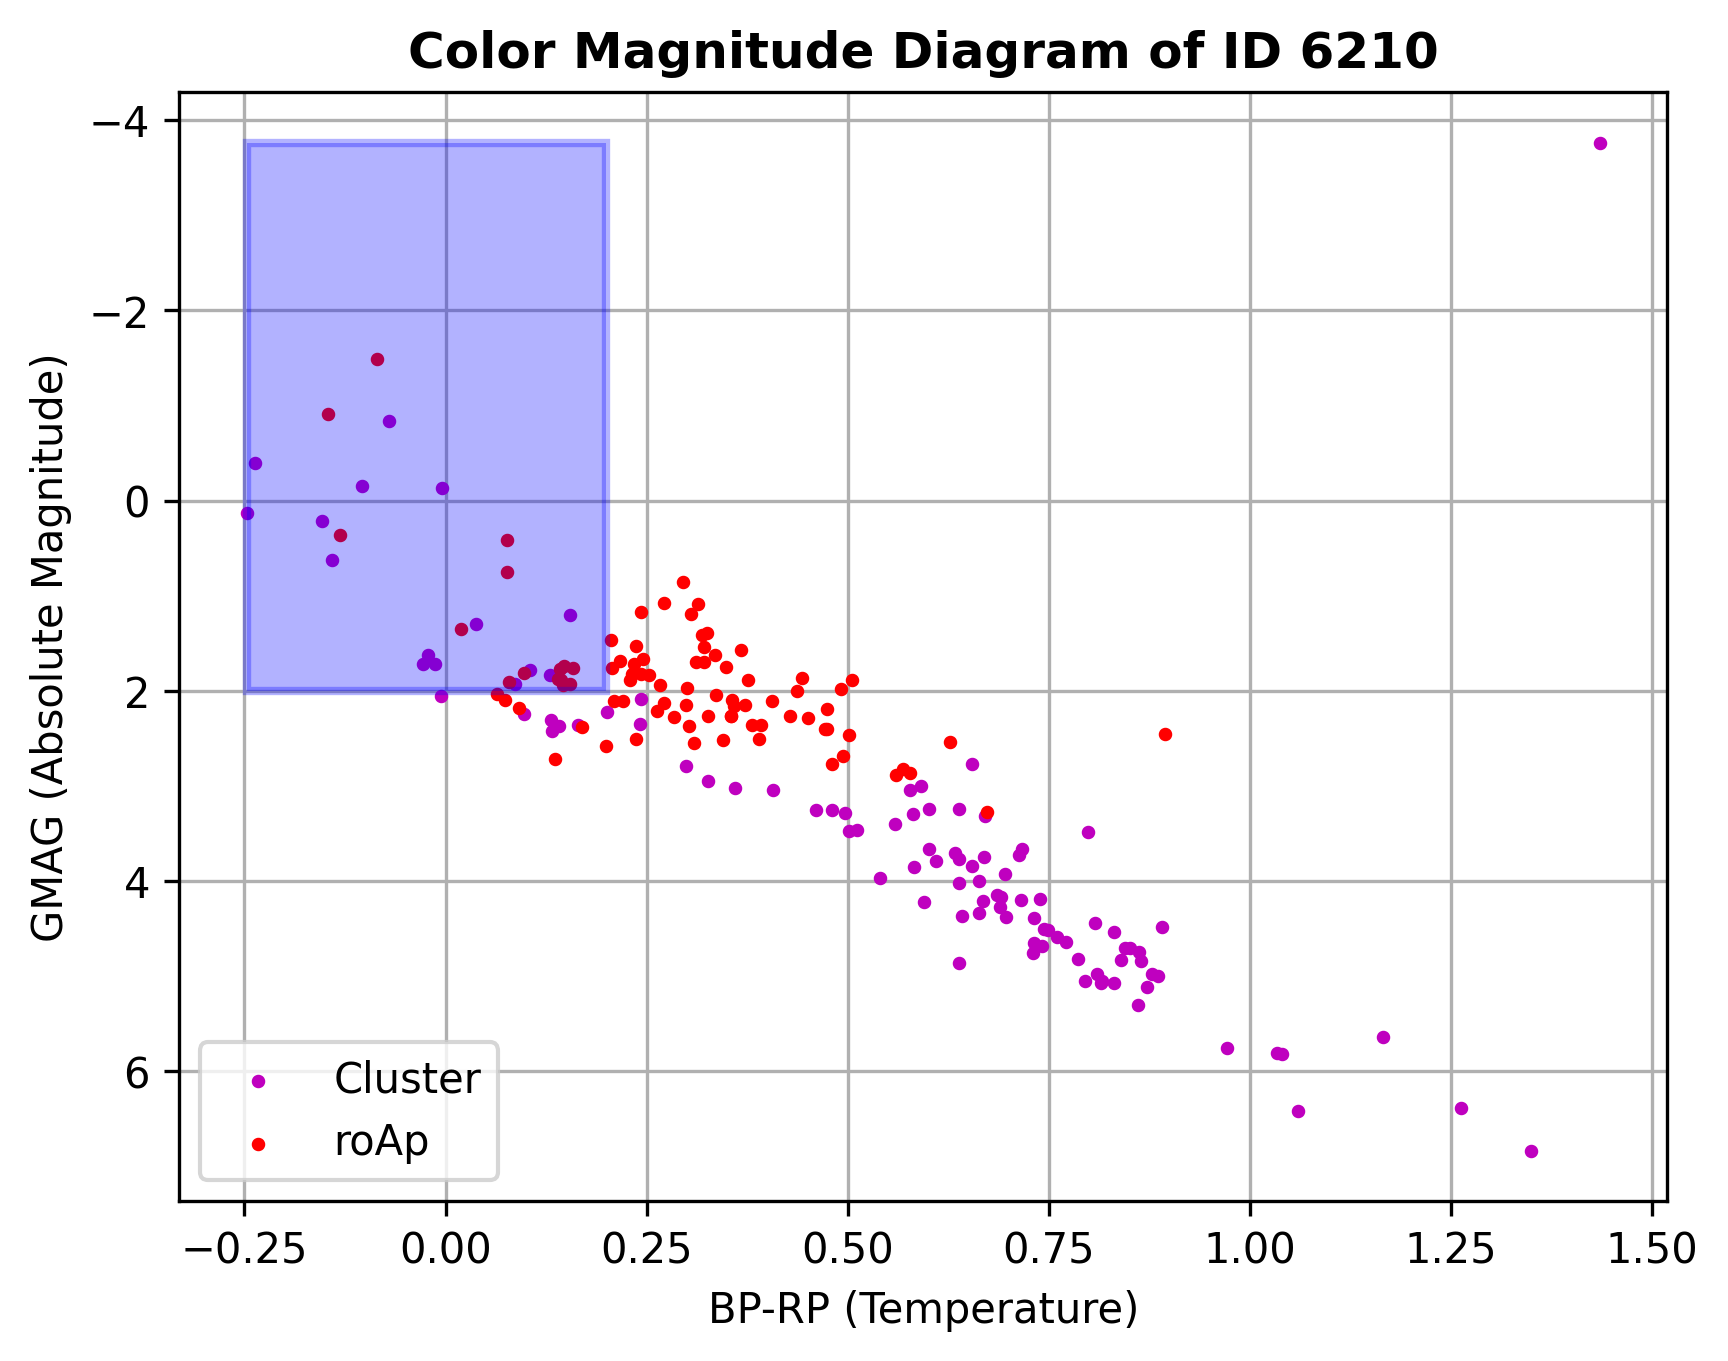 Color Magnitude Diagram of ID 6210
−4
−2
0
2
4
6
GMAG (Absolute Magnitude)
Cluster
roAp
−0.25 0.00 0.25 0.50 0.75 1.00 1.25 1.50
BP-RP (Temperature)